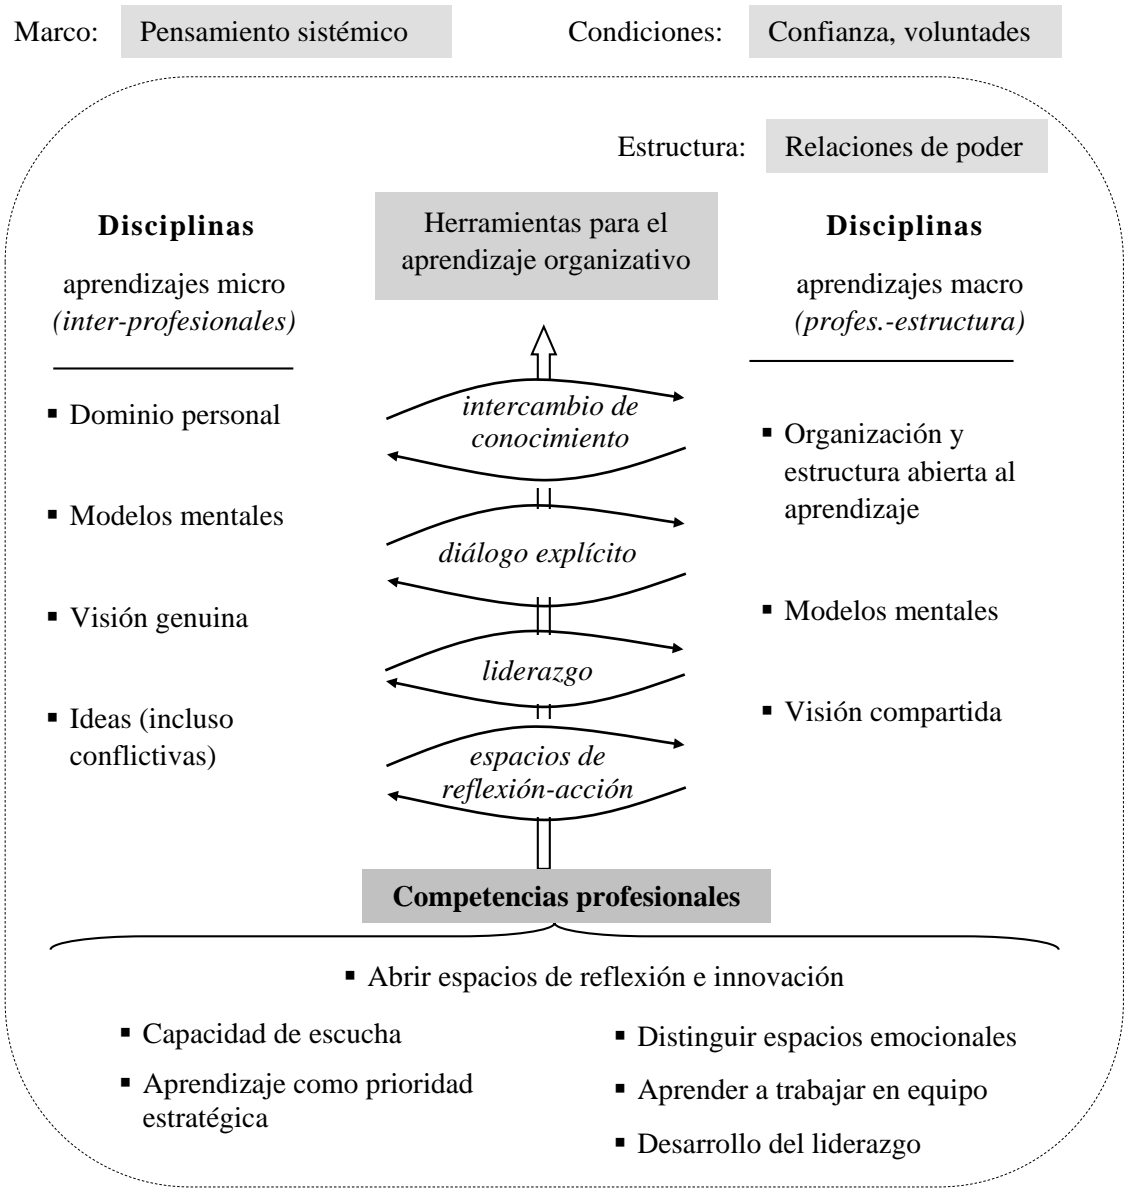 Marco: Pensamiento sistémico Condiciones: Confianza, voluntades
Estructura: Relaciones de poder
Disciplinas
aprendizajes micro
(inter-profesionales)
▪ Dominio personal
▪ Modelos mentales
▪ Visión genuina
▪ Ideas (incluso
conflictivas)
Herramientas para el
aprendizaje organizativo
intercambio de
conocimiento
diálogo explícito
liderazgo
espacios de
reflexión-acción
Disciplinas
aprendizajes macro
(profes.-estructura)
▪ Organización y
estructura abierta al
aprendizaje
▪ Modelos mentales
▪ Visión compartida
Competencias profesionales
▪ Abrir espacios de reflexión e innovación
▪ Capacidad de escucha
▪ Aprendizaje como prioridad
estratégica
▪ Distinguir espacios emocionales
▪ Aprender a trabajar en equipo
▪ Desarrollo del liderazgo